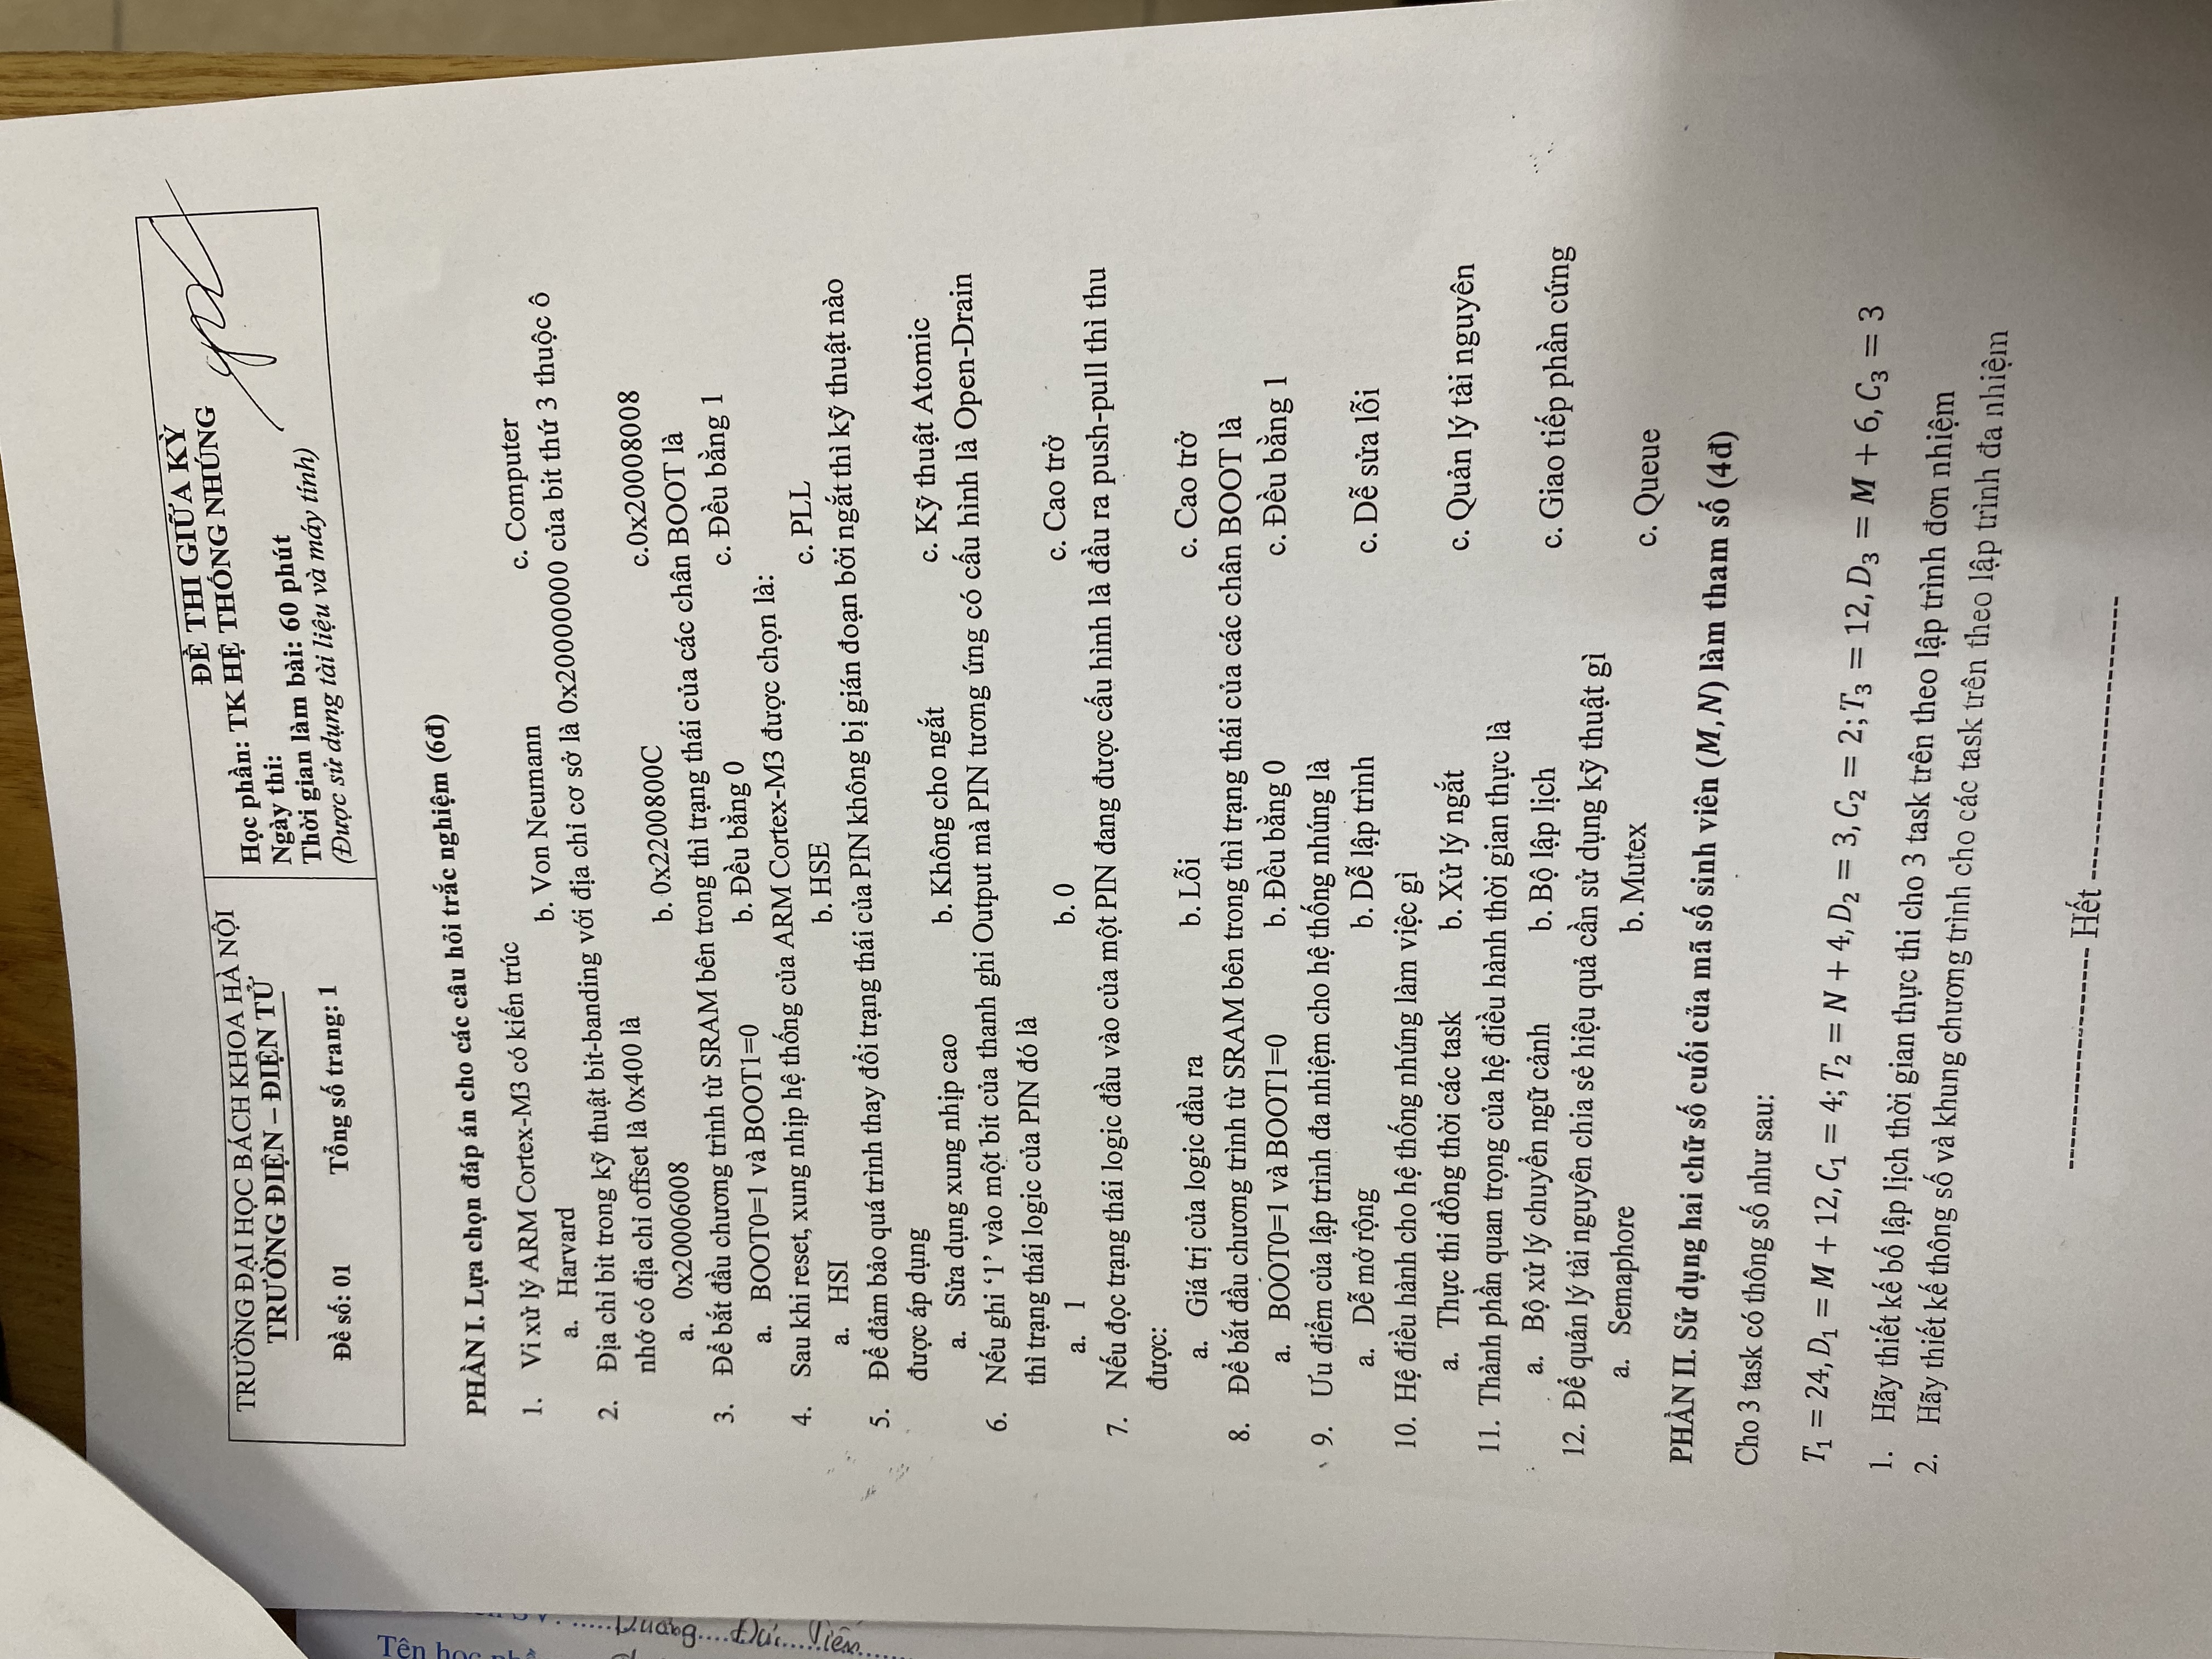 TRƯỜNG ĐẠI HỌC BÁCH KHOA HÀ NỘI
TRƯỜNG ĐIỆN – ĐIỆN TỬ
Đề số: 01 Tổng số trang: 1
ĐỀ THI GIỮA KỲ
Học phần: TK HỆ THỐNG NHÚNG
Ngày thi:
Thời gian làm bài: 60 phút
(Được sử dụng tài liệu và máy tính)
PHẦN I. Lựa chọn đáp án cho các câu hỏi trắc nghiệm (6đ)
1. Vi xử lý ARM Cortex-M3 có kiến trúc
a. Harvard b. Von Neumann c. Computer
2. Địa chỉ bit trong kỹ thuật bit-banding với địa chỉ cơ sở là 0x20000000 của bit thứ 3 thuộc ô
nhớ có địa chỉ offset là 0x400 là
a. 0x20006008 b. 0x2200800C c.0x20008008
3. Để bắt đầu chương trình từ SRAM bên trong thì trạng thái của các chân BOOT là
a. BOOT0=1 và BOOT1=0 b. Đều bằng 0 c. Đều bằng 1
4. Sau khi reset, xung nhịp hệ thống của ARM Cortex-M3 được chọn là:
a. HSI b. HSE c. PLL
5. Để đảm bảo quá trình thay đổi trạng thái của PIN không bị gián đoạn bởi ngắt thì kỹ thuật nào
được áp dụng
a. Sửa dụng xung nhịp cao b. Không cho ngắt c. Kỹ thuật Atomic
6. Nếu ghi ‘1’ vào một bit của thanh ghi Output mà PIN tương ứng có cấu hình là Open-Drain
thì trạng thái logic của PIN đó là
a. 1 b. 0 c. Cao trở
7. Nếu đọc trạng thái logic đầu vào của một PIN đang được cấu hình là đầu ra push-pull thì thu
được:
a. Giá trị của logic đầu ra b. Lỗi c. Cao trở
8. Để bắt đầu chương trình từ SRAM bên trong thì trạng thái của các chân BOOT là
a. BOOT0=1 và BOOT1=0 b. Đều bằng 0 c. Đều bằng 1
9. Ưu điểm của lập trình đa nhiệm cho hệ thống nhúng là
a. Dễ mở rộng b. Dễ lập trình c. Dễ sửa lỗi
10. Hệ điều hành cho hệ thống nhúng làm việc gì
a. Thực thi đồng thời các task b. Xử lý ngắt c. Quản lý tài nguyên
11. Thành phần quan trọng của hệ điều hành thời gian thực là
a. Bộ xử lý chuyển ngữ cảnh b. Bộ lập lịch c. Giao tiếp phần cứng
12. Để quản lý tài nguyên chia sẻ hiệu quả cần sử dụng kỹ thuật gì
a. Semaphore b. Mutex c. Queue
PHẦN II. Sử dụng hai chữ số cuối của mã số sinh viên (M, N) làm tham số (4đ)
Cho 3 task có thông số như sau:
T₁ = 24, D₁ = M + 12, C₁ = 4; T₂ = N + 4, D₂ = 3, C₂ = 2; T₃ = 12, D₃ = M + 6, C₃ = 3
1. Hãy thiết kế bố lập lịch thời gian thực thi cho 3 task trên theo lập trình đơn nhiệm
2. Hãy thiết kế thông số và khung chương trình cho các task trên theo lập trình đa nhiệm
------------------- Hết -------------------------
Tên học